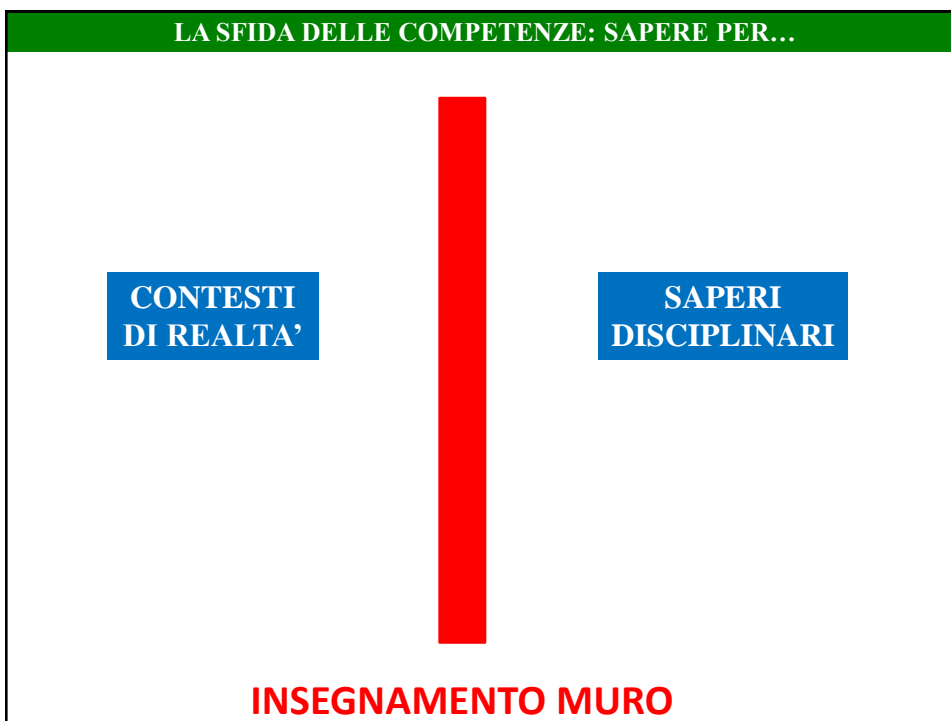 LA SFIDA DELLE COMPETENZE: SAPERE PER…
CONTESTI
DI REALTA’
SAPERI
DISCIPLINARI
INSEGNAMENTO MURO